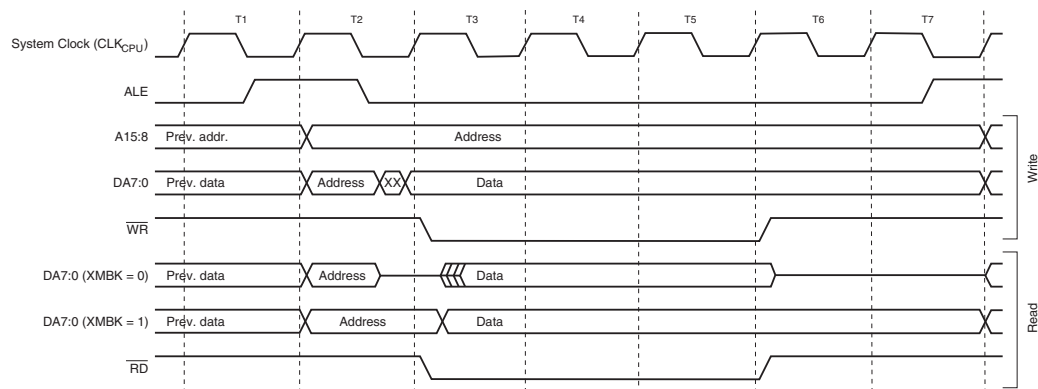 T1 T2 T3 T4 T5 T6 T7
System Clock (CLKCPU)
ALE
A15:8 Prev. addr. Address
DA7:0 Prev. data Address XX Data
WR
Write
DA7:0 (XMBK = 0) Prev. data Address Data
DA7:0 (XMBK = 1) Prev. data Address Data
RD
Read